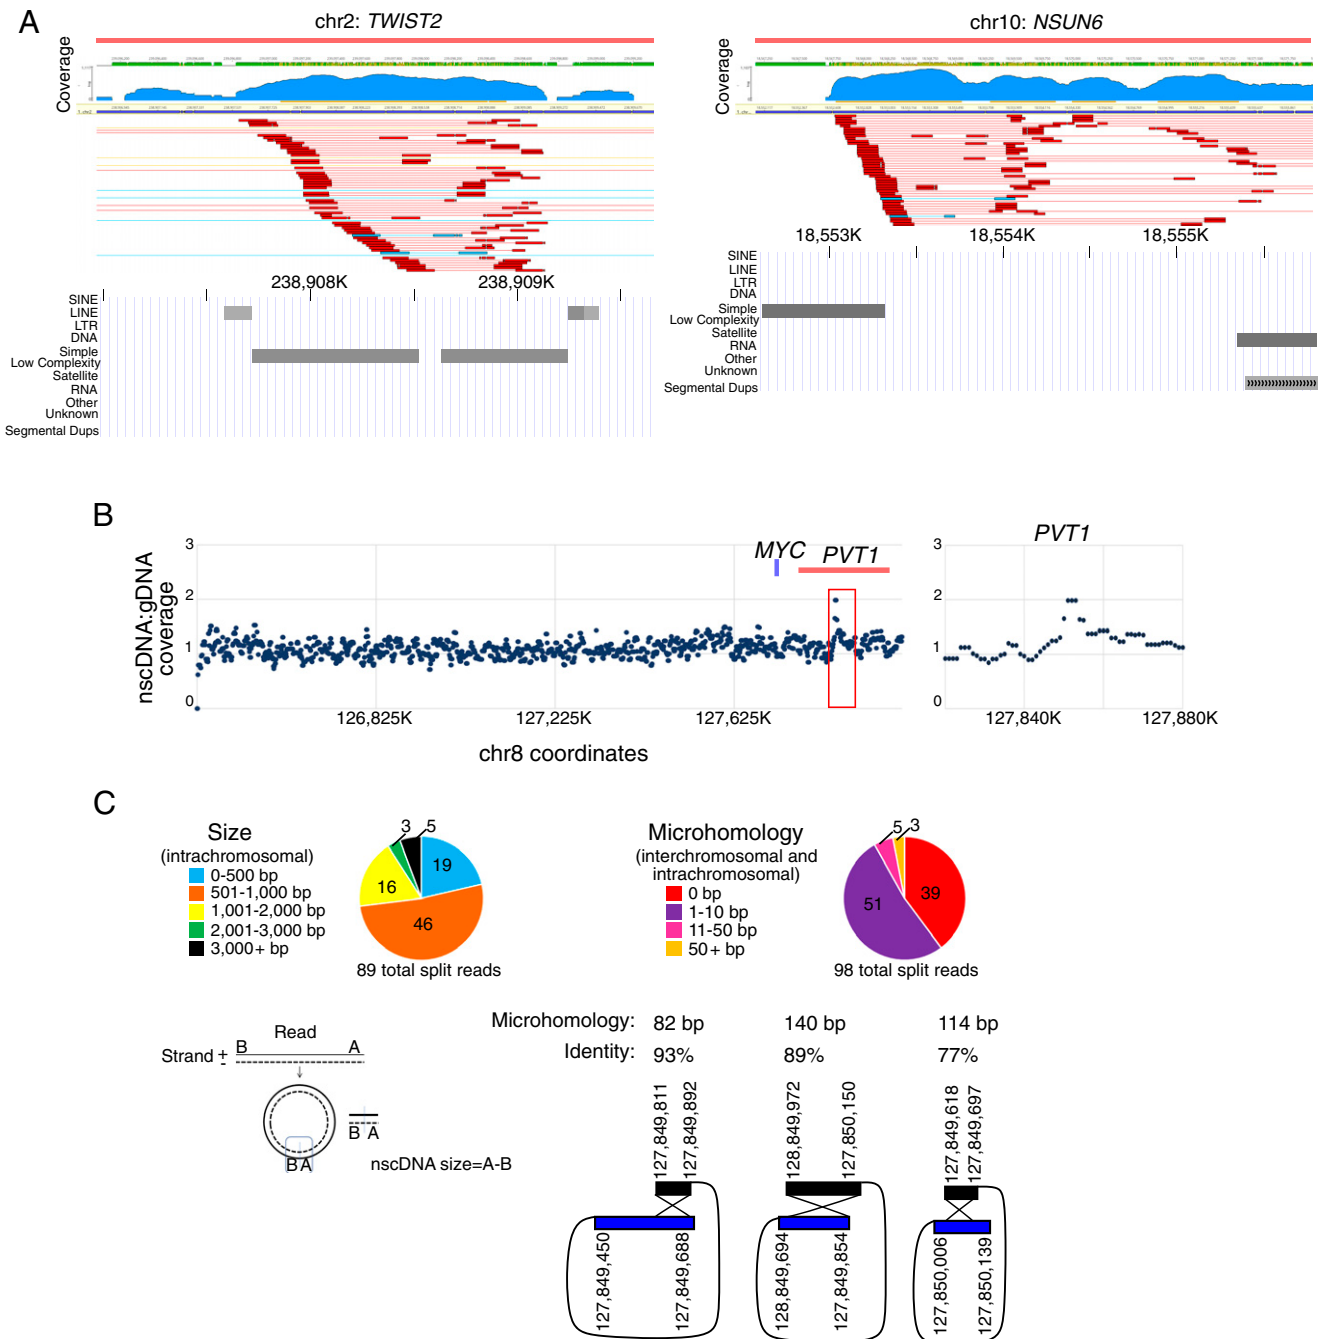 A
chr2: TWIST2
chr10: NSUN6
Coverage
Coverage
238,908K
238,909K
SINE
LINE
LTR
DNA
Simple
Low Complexity
Satellite
RNA
Other
Unknown
Segmental Dups
18,553K
18,554K
18,555K
SINE
LINE
LTR
DNA
Simple
Low Complexity
Satellite
RNA
Other
Unknown
Segmental Dups
B
nscDNA:gDNA
coverage
3
2
1
0
MYC
PVT1
126,825K
127,225K
127,625K
chr8 coordinates
PVT1
3
2
1
0
127,840K
127,880K
C
Size
(intrachromosomal)
0-500 bp
501-1,000 bp
1,001-2,000 bp
2,001-3,000 bp
3,000+ bp
3
5
19
16
46
89 total split reads
Microhomology
(interchromosomal and
intrachromosomal)
0 bp
1-10 bp
11-50 bp
50+ bp
5
3
39
51
98 total split reads
Read
Strand +
-
B
A
B A
B A
nscDNA size=A-B
Microhomology:
82 bp
140 bp
114 bp
Identity:
93%
89%
77%
127,849,811
127,849,892
127,849,450
127,849,688
128,849,972
127,850,150
128,849,694
127,849,854
127,849,618
127,849,697
127,850,006
127,850,139